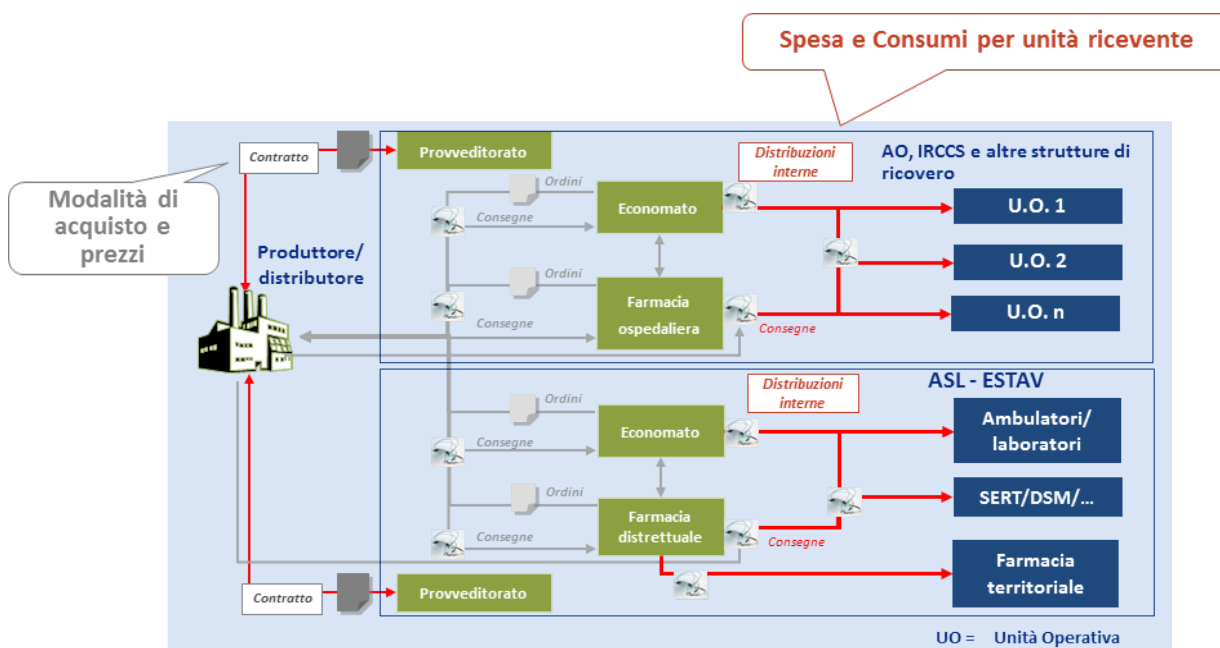 Spesa e Consumi per unità ricevente
Modalità di
acquisto e
prezzi
Contratto
Provveditorato
Distribuzioni
interne
AO, IRCCS e altre strutture di
ricovero
Produttore/
distributore
Ordini
Consegne
Economato
U.O. 1
U.O. 2
Ordini
Consegne
Farmacia
ospedaliera
Consegne
U.O. n
Distribuzioni
interne
ASL - ESTAV
Ordini
Consegne
Economato
Ambulatori/
laboratori
Ordini
Consegne
Farmacia
distrettuale
Consegne
SERT/DSM/...
Farmacia
territoriale
Contratto
Provveditorato
UO = Unità Operativa